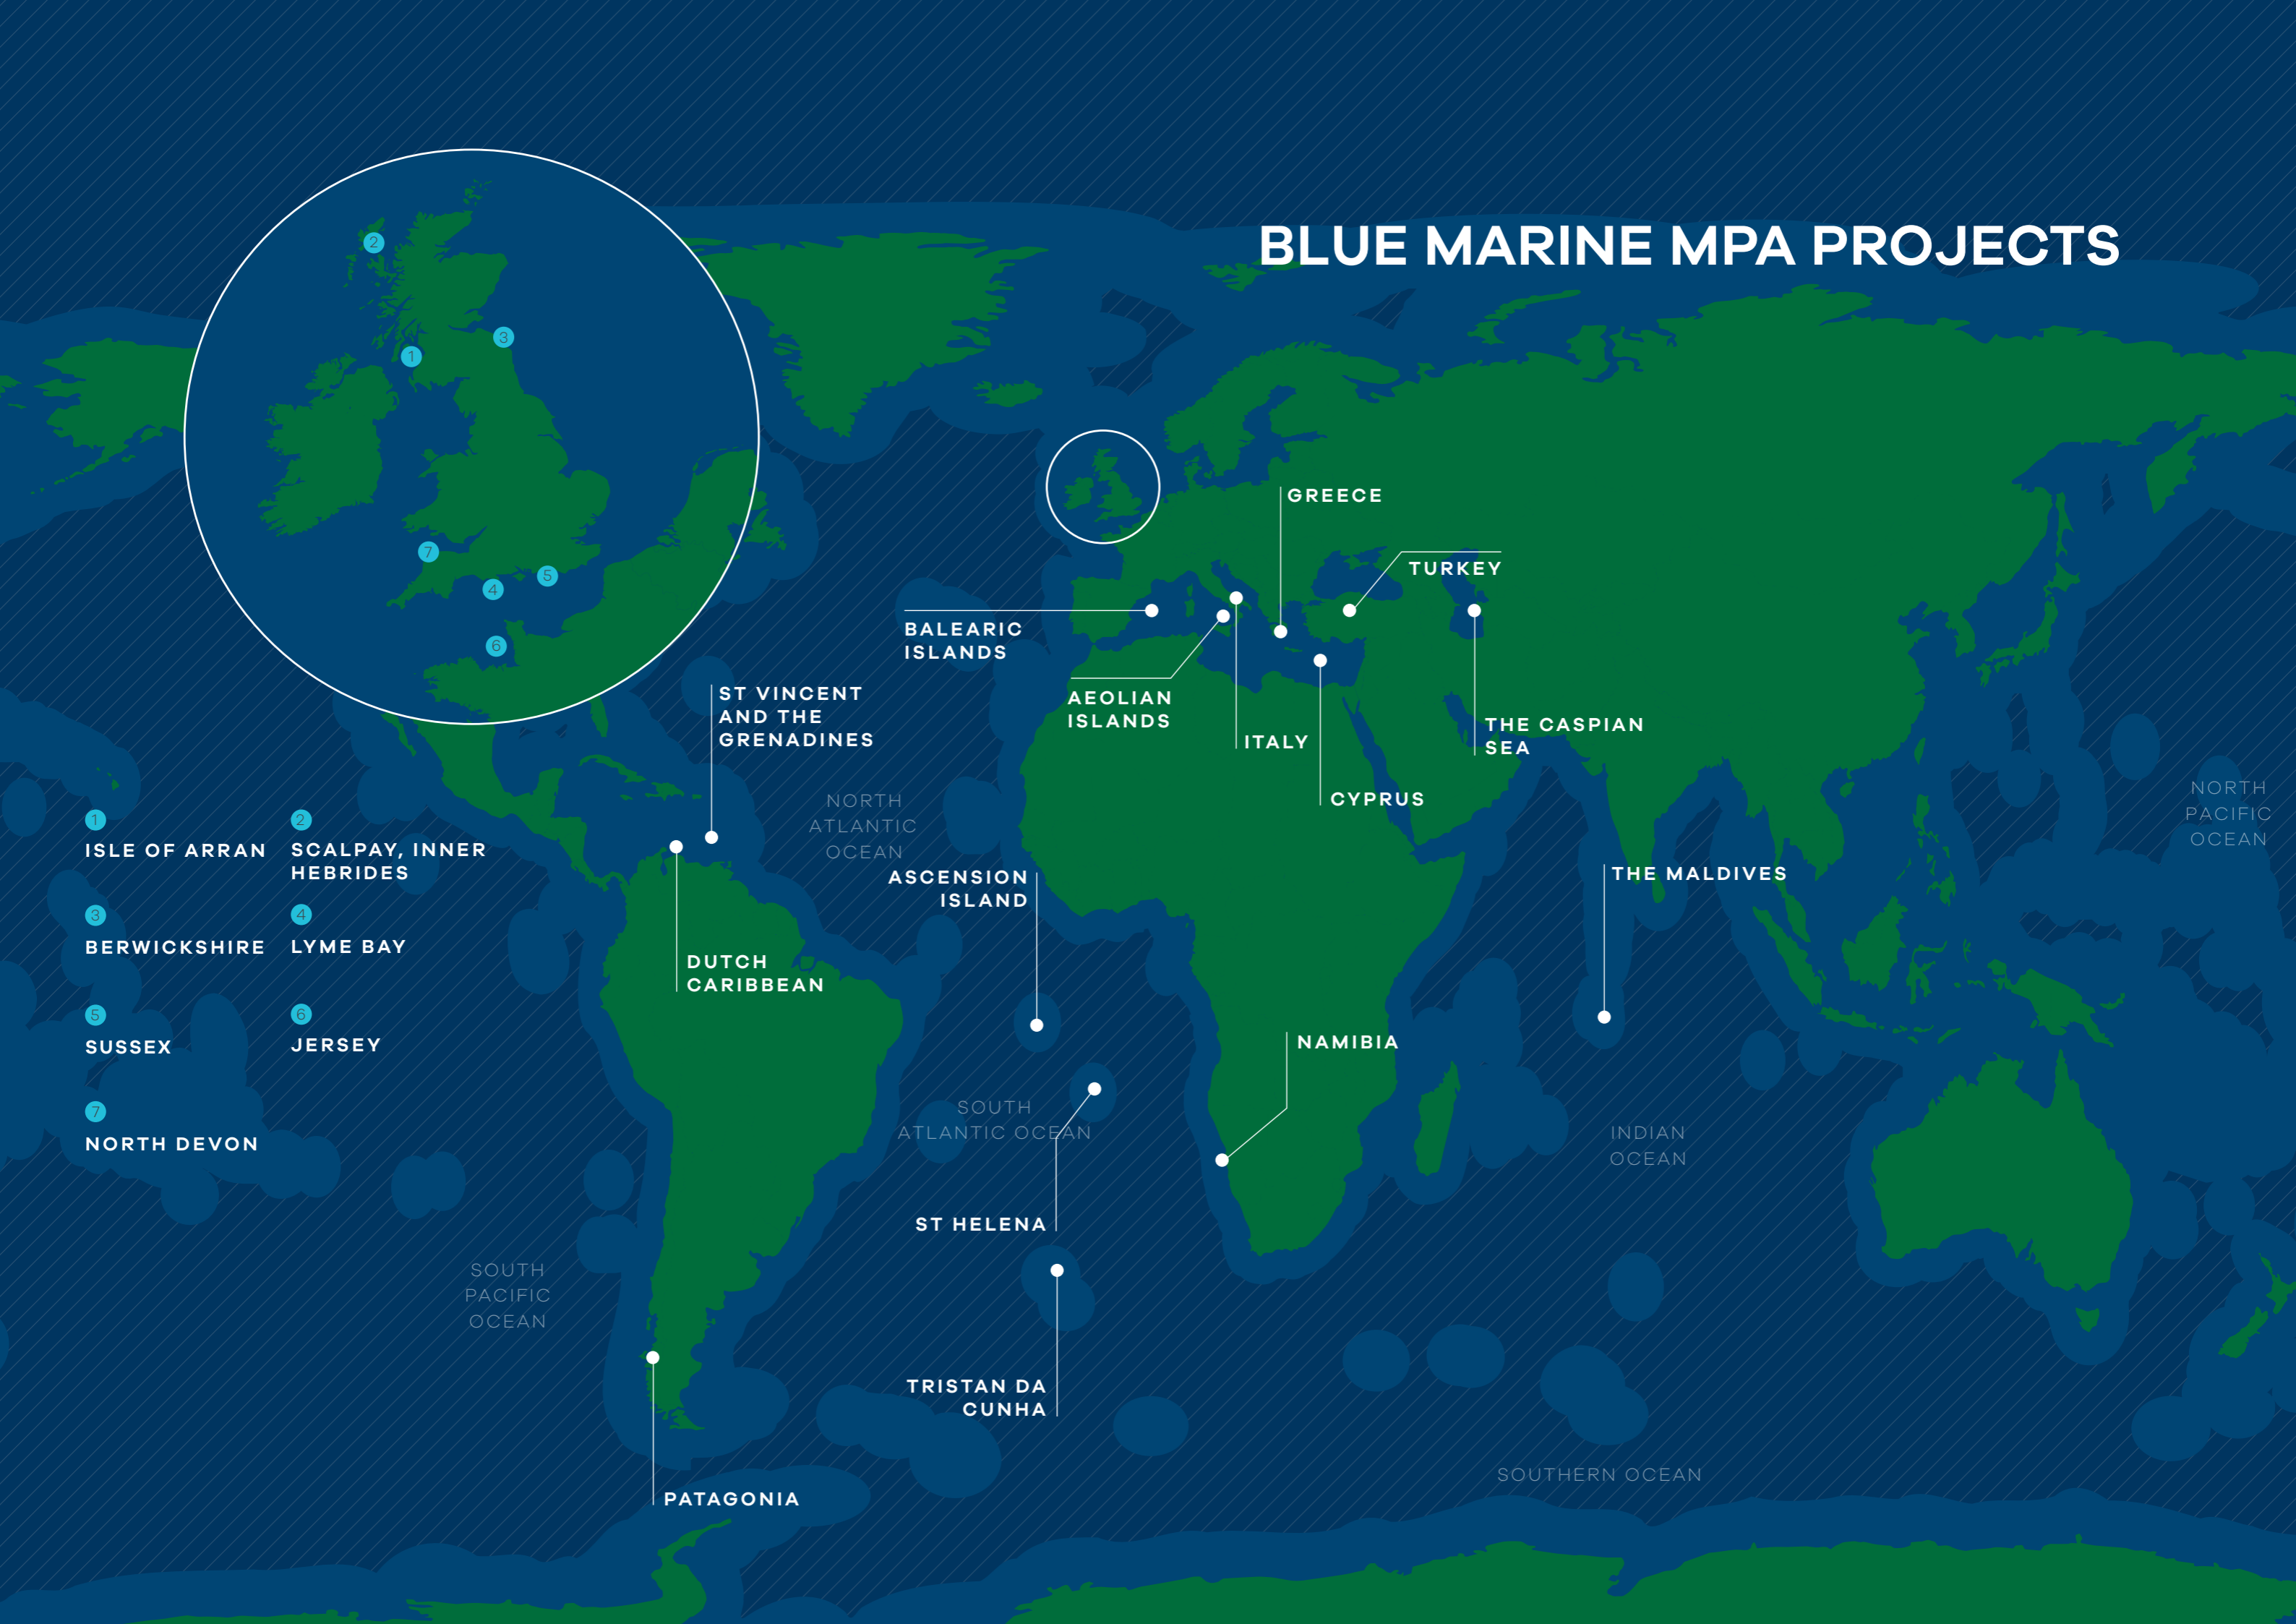 BLUE MARINE MPA PROJECTS
2
3
1
7
5
4
6
GREECE
TURKEY
BALEARIC
ISLANDS
AEOLIAN
ISLANDS
ITALY
CYPRUS
THE CASPIAN
SEA
ST VINCENT
AND THE
GRENADINES
NORTH
ATLANTIC
OCEAN
NORTH
PACIFIC
OCEAN
ASCENSION
ISLAND
THE MALDIVES
DUTCH
CARIBBEAN
1
ISLE OF ARRAN
2
SCALPAY, INNER
HEBRIDES
3
BERWICKSHIRE
4
LYME BAY
5
SUSSEX
6
JERSEY
7
NORTH DEVON
NAMIBIA
SOUTH
ATLANTIC OCEAN
INDIAN
OCEAN
ST HELENA
SOUTH
PACIFIC
OCEAN
TRISTAN DA
CUNHA
SOUTHERN OCEAN
PATAGONIA